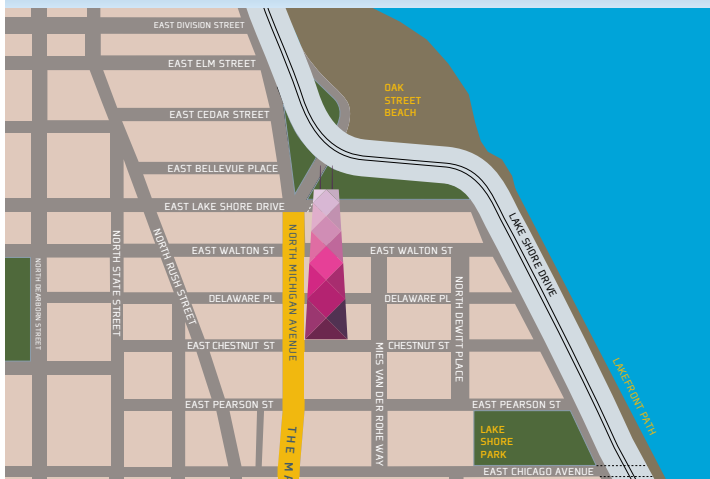 EAST DIVISION STREET
EAST ELM STREET
OAK
STREET
BEACH
EAST CEDAR STREET
EAST BELLEVUE PLACE
EAST LAKE SHORE DRIVE
LAKE SHORE DRIVE
NORTH DEARBORN STREET
NORTH STATE STREET
NORTH RUSH STREET
NORTH MICHIGAN AVENUE
EAST WALTON ST
EAST WALTON ST
DELAWARE PL
DELAWARE PL
NORTH DEWITT PLACE
EAST CHESTNUT ST
CHESTNUT ST
MIES VAN DER ROHE WAY
LAKEFRONT PATH
EAST PEARSON ST
EAST PEARSON ST
THE MA
LAKE
SHORE
PARK
EAST CHICAGO AVENUE